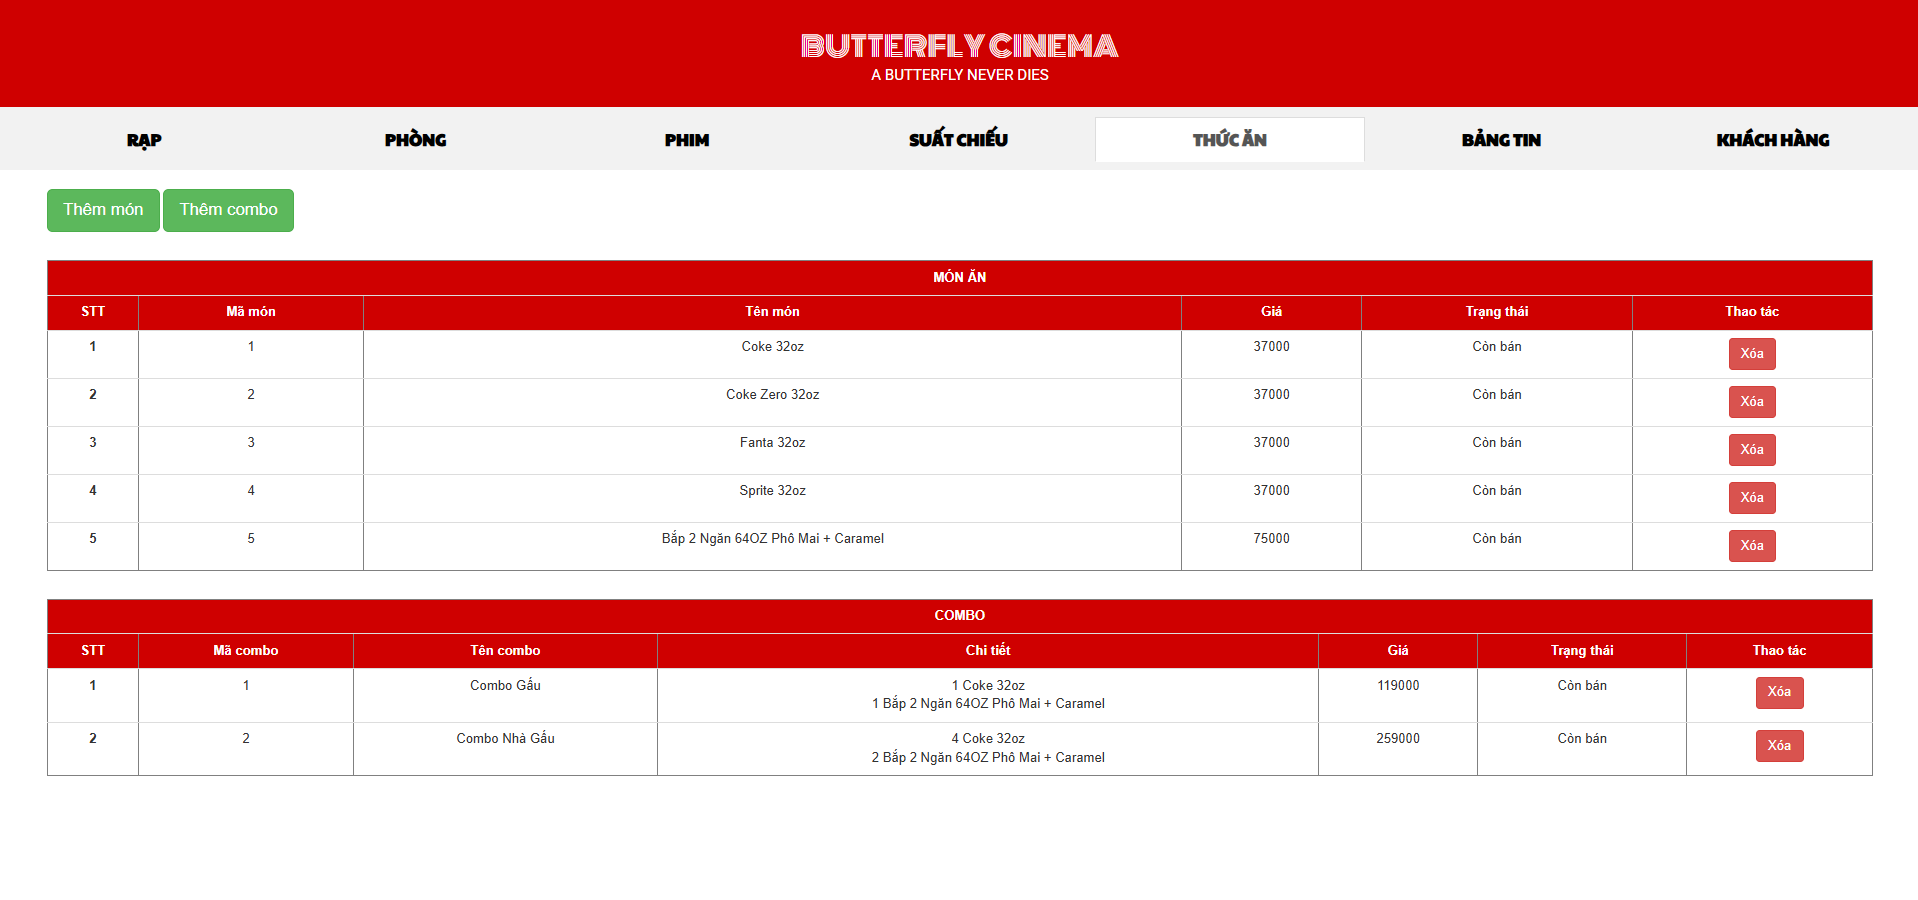 BUTTERFLY CINEMA
A BUTTERFLY NEVER DIES
RẠP PHÒNG PHIM SUẤT CHIẾU THỨC ĂN BẢNG TIN KHÁCH HÀNG
Thêm món Thêm combo
MÓN ĂN
STT Mã món Tên món Giá Trạng thái Thao tác
1 1 Coke 32oz 37000 Còn bán Xóa
2 2 Coke Zero 32oz 37000 Còn bán Xóa
3 3 Fanta 32oz 37000 Còn bán Xóa
4 4 Sprite 32oz 37000 Còn bán Xóa
5 5 Bắp 2 Ngăn 64OZ Phô Mai + Caramel 75000 Còn bán Xóa
COMBO
STT Mã combo Tên combo Chi tiết Giá Trạng thái Thao tác
1 1 Combo Gấu 1 Coke 32oz 119000 Còn bán Xóa
1 Bắp 2 Ngăn 64OZ Phô Mai + Caramel
2 2 Combo Nhà Gấu 4 Coke 32oz 259000 Còn bán Xóa
2 Bắp 2 Ngăn 64OZ Phô Mai + Caramel